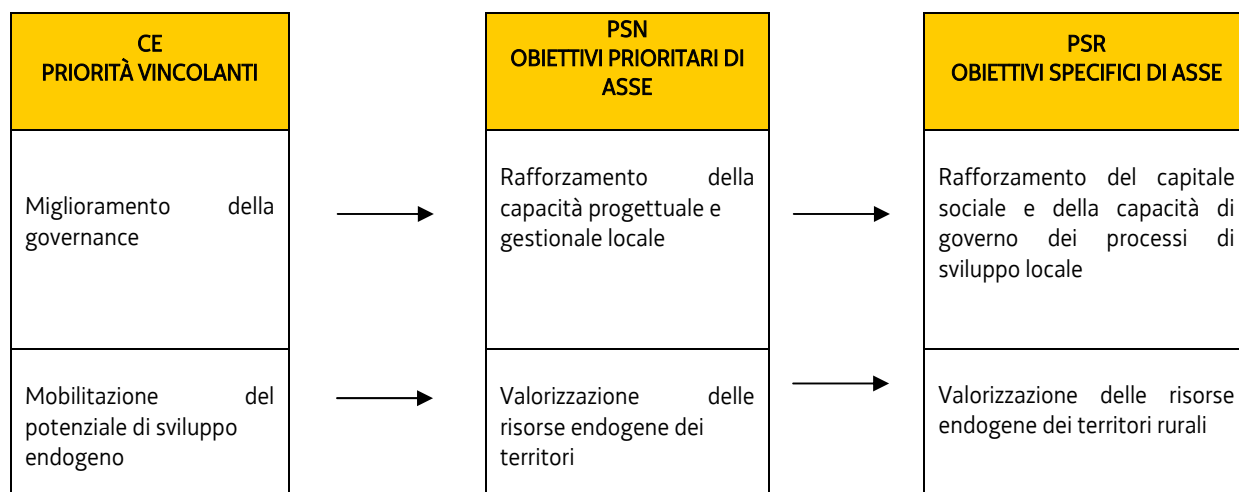 CE
PRIORITÀ VINCOLANTI
PSN
OBIETTIVI PRIORITARI DI
ASSE
PSR
OBIETTIVI SPECIFICI DI ASSE
Miglioramento della
governance
Rafforzamento della
capacità progettuale e
gestionale locale
Rafforzamento del capitale
sociale e della capacità di
governo dei processi di
sviluppo locale
Mobilitazione del
potenziale di sviluppo
endogeno
Valorizzazione delle
risorse endogene dei
territori
Valorizzazione delle risorse
endogene dei territori rurali